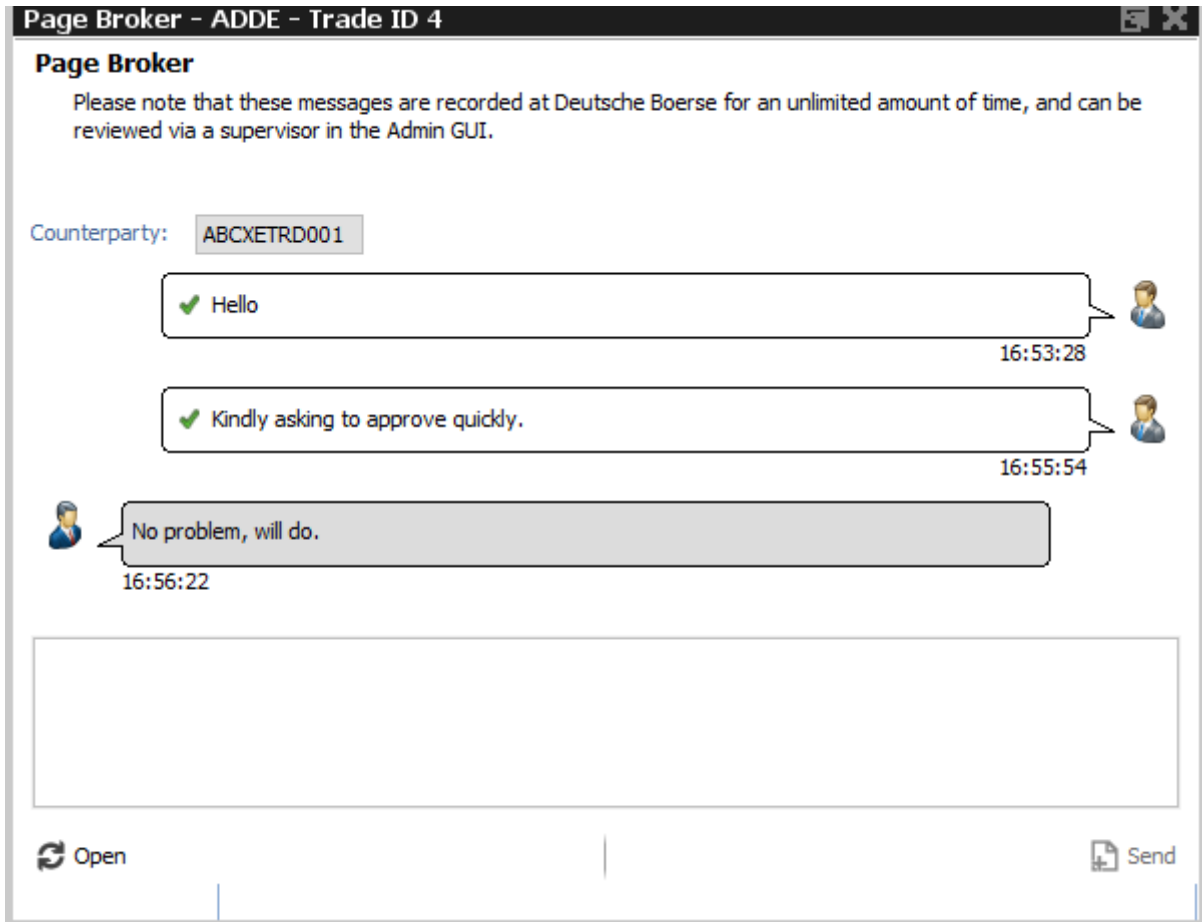 Page Broker - ADDE - Trade ID 4
Page Broker
Please note that these messages are recorded at Deutsche Boerse for an unlimited amount of time, and can be
reviewed via a supervisor in the Admin GUI.
Counterparty: ABCXETRD001
Hello
16:53:28
Kindly asking to approve quickly.
16:55:54
No problem, will do.
16:56:22
Open Send